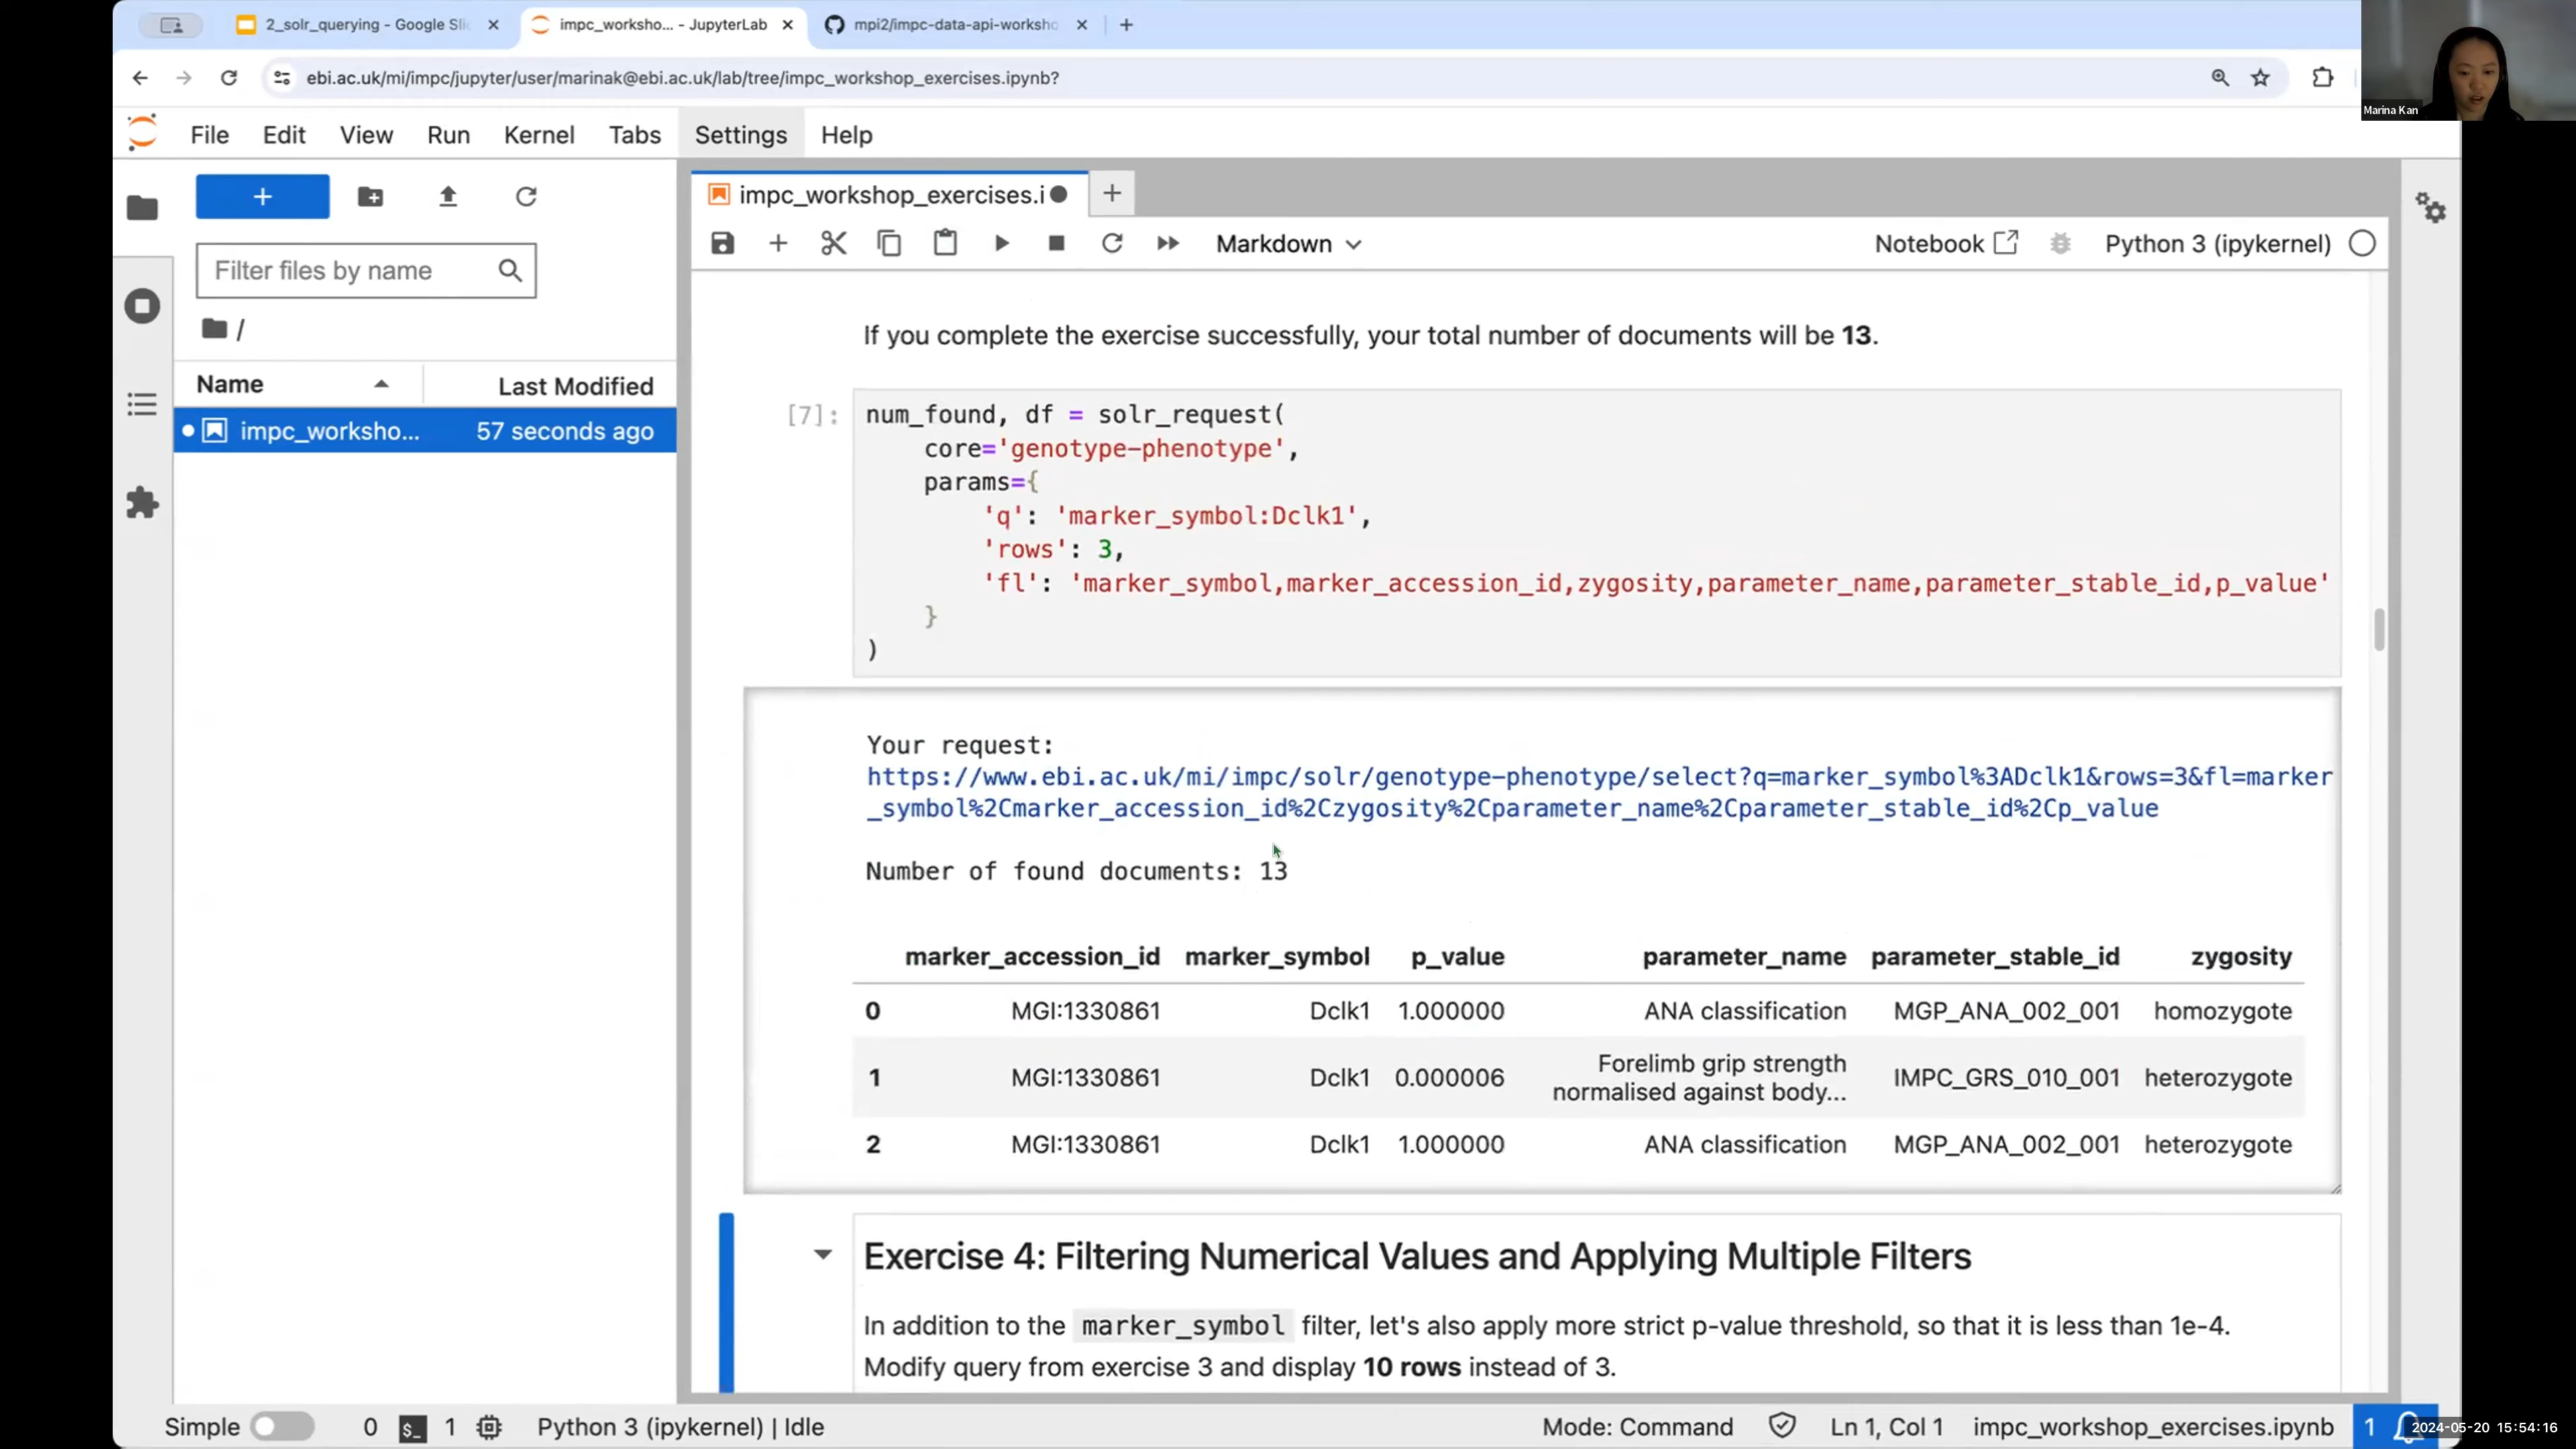 2_solr_querying - Google Sli
impc_worksho... - JupyterLab
mpi2/impc-data-api-worksho
ebi.ac.uk/mi/impc/jupyter/user/marinak@ebi.ac.uk/lab/tree/impc_workshop_exercises.ipynb?
Marina Kan
File Edit View Run Kernel Tabs Settings Help
impc_workshop_exercises.i
Markdown
Notebook
Python 3 (ipykernel)
Filter files by name
/
Name Last Modified
impc_worksho... 57 seconds ago
If you complete the exercise successfully, your total number of documents will be 13.
[7]: num_found, df = solr_request(
core='genotype-phenotype',
params={
'q': 'marker_symbol:Dclk1',
'rows': 3,
'fl': 'marker_symbol,marker_accession_id,zygosity,parameter_name,parameter_stable_id,p_value'
}
)
Your request:
https://www.ebi.ac.uk/mi/impc/solr/genotype-phenotype/select?q=marker_symbol%3ADclk1&rows=3&fl=marker
_symbol%2Cmarker_accession_id%2Czygosity%2Cparameter_name%2Cparameter_stable_id%2Cp_value
Number of found documents: 13
marker_accession_id marker_symbol p_value parameter_name parameter_stable_id zygosity
0 MGI:1330861 Dclk1 1.000000 ANA classification MGP_ANA_002_001 homozygote
1 MGI:1330861 Dclk1 0.000006 Forelimb grip strength
normalised against body... IMPC_GRS_010_001 heterozygote
2 MGI:1330861 Dclk1 1.000000 ANA classification MGP_ANA_002_001 heterozygote
Exercise 4: Filtering Numerical Values and Applying Multiple Filters
In addition to the marker_symbol filter, let's also apply more strict p-value threshold, so that it is less than 1e-4.
Modify query from exercise 3 and display 10 rows instead of 3.
Simple 0 $_ 1 Python 3 (ipykernel) | Idle
Mode: Command Ln 1, Col 1 impc_workshop_exercises.ipynb 1
2024-05-20 15:54:16